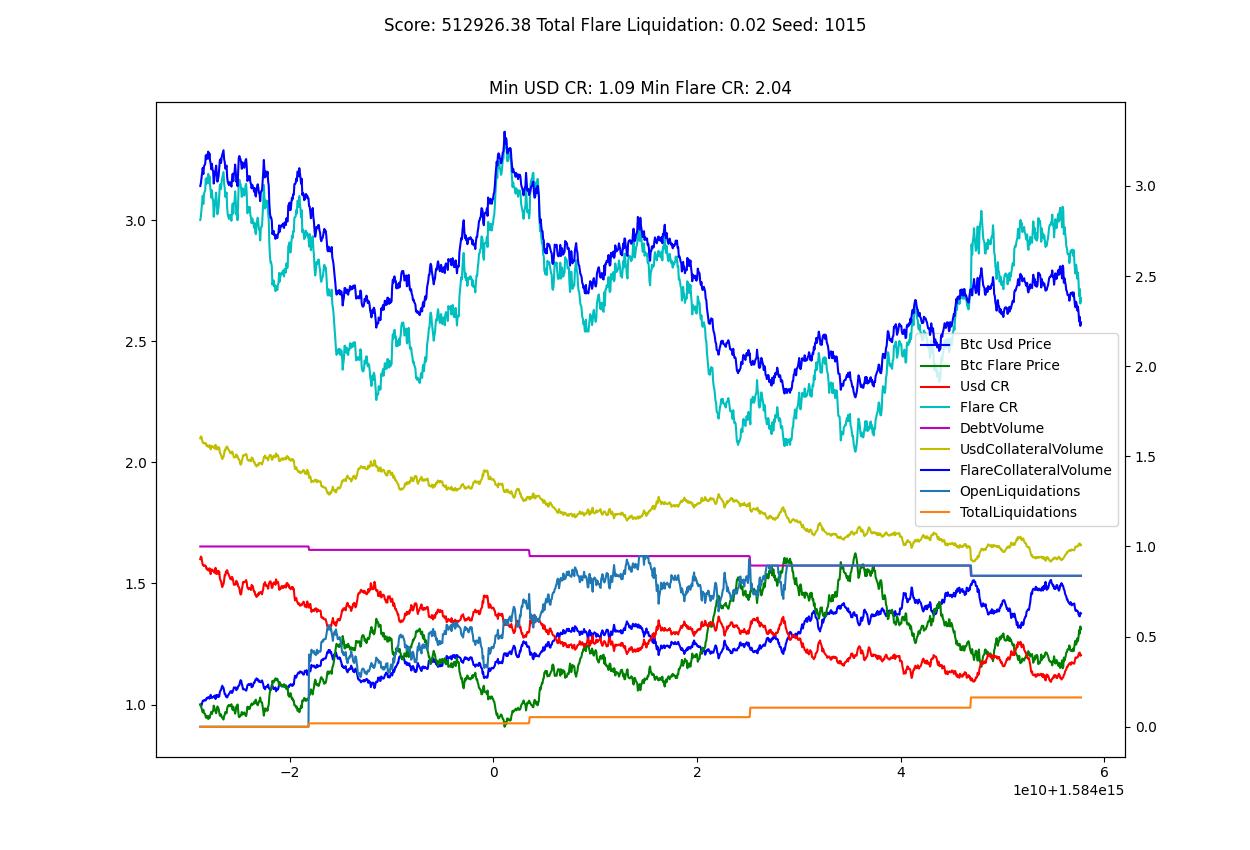 Score: 512926.38 Total Flare Liquidation: 0.02 Seed: 1015
Min USD CR: 1.09 Min Flare CR: 2.04
3.0
2.5
2.0
1.5
1.0
3.0
2.5
2.0
1.5
1.0
0.5
0.0
Btc Usd Price
Btc Flare Price
Usd CR
Flare CR
DebtVolume
UsdCollateralVolume
FlareCollateralVolume
OpenLiquidations
TotalLiquidations
−2 0 2 4 6
1e10+1.584e15